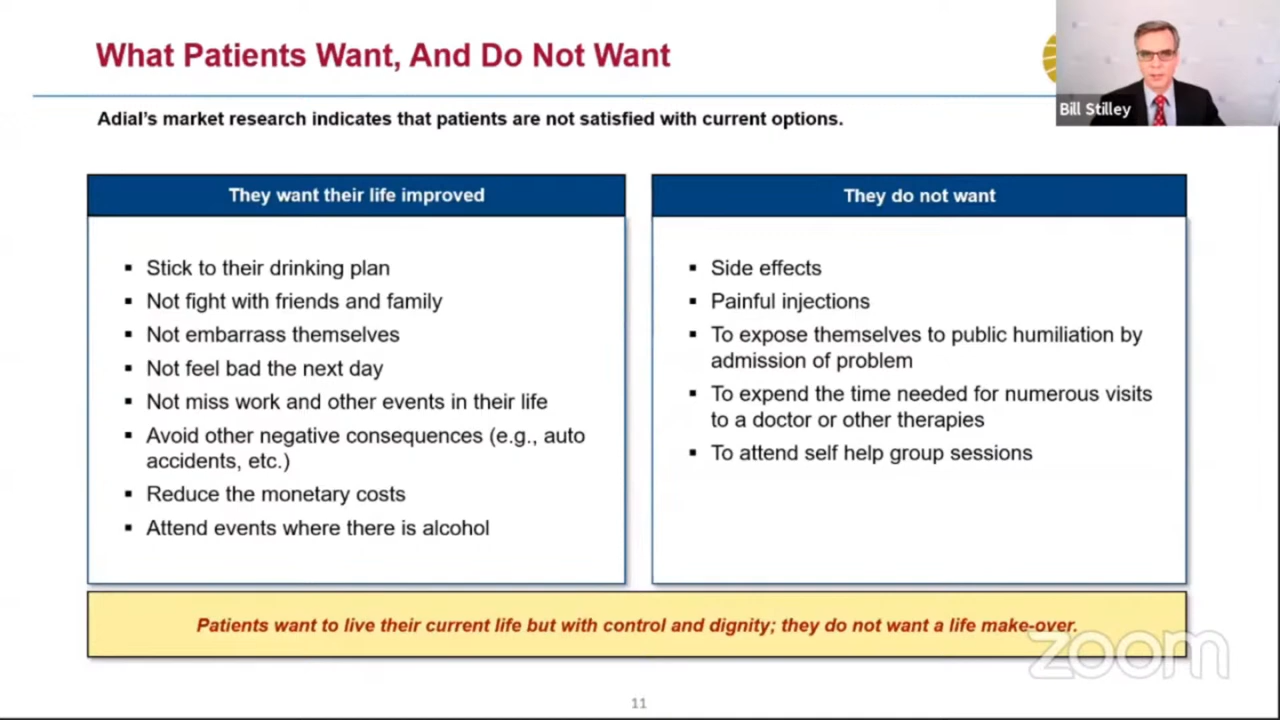 What Patients Want, And Do Not Want
Bill Stilley
Adial's market research indicates that patients are not satisfied with current options.
They want their life improved
▪ Stick to their drinking plan
▪ Not fight with friends and family
▪ Not embarrass themselves
▪ Not feel bad the next day
▪ Not miss work and other events in their life
▪ Avoid other negative consequences (e.g., auto
accidents, etc.)
▪ Reduce the monetary costs
▪ Attend events where there is alcohol
They do not want
▪ Side effects
▪ Painful injections
▪ To expose themselves to public humiliation by
admission of problem
▪ To expend the time needed for numerous visits
to a doctor or other therapies
▪ To attend self help group sessions
Patients want to live their current life but with control and dignity; they do not want a life make-over.
zoom
11